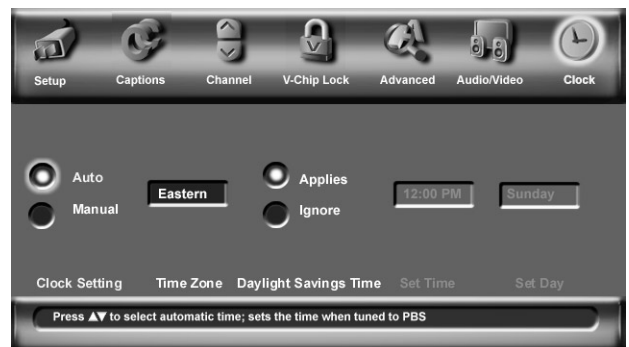 Setup Captions Channel V-Chip Lock Advanced Audio/Video Clock
V
Auto
Manual
Eastern
Applies
Ignore
12:00 PM
Sunday
Clock Setting Time Zone Daylight Savings Time Set Time Set Day
Press ▲▼ to select automatic time; sets the time when tuned to PBS